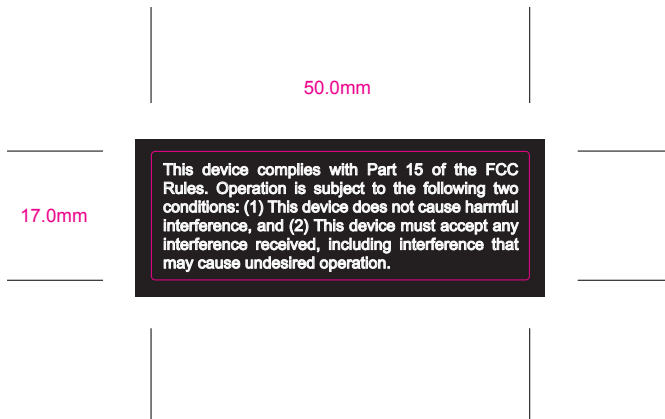 50.0mm
17.0mm
This device complies with Part 15 of the FCC
Rules. Operation is subject to the following two
conditions: (1) This device does not cause harmful
interference, and (2) This device must accept any
interference received, including interference that
may cause undesired operation.